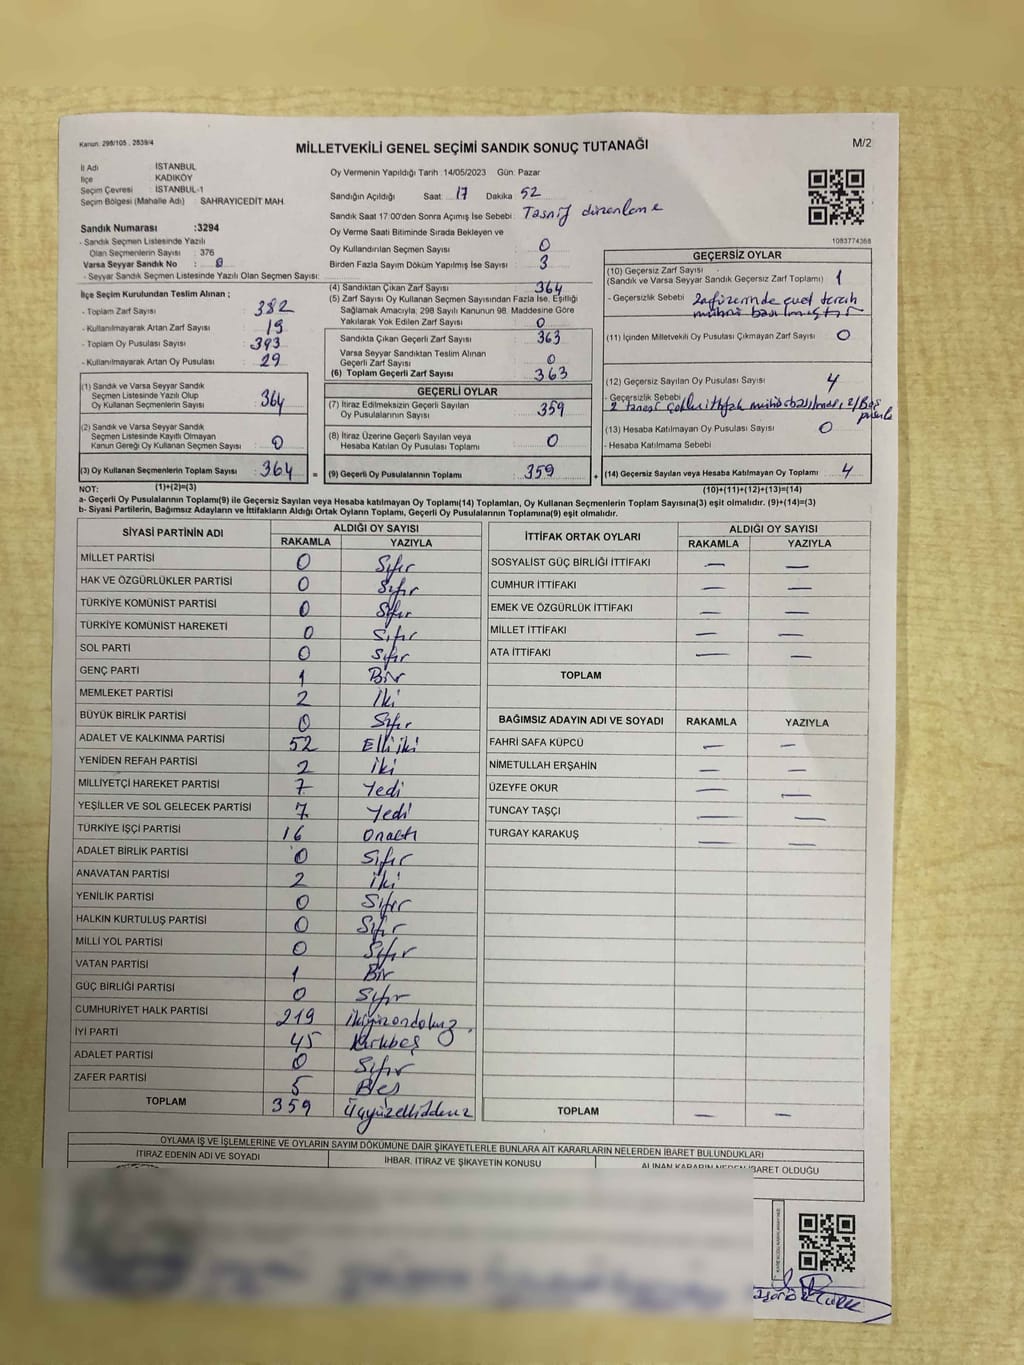 Kanun: 298/105 . 2839/4
MİLLETVEKİLİ GENEL SEÇİMİ SANDIK SONUÇ TUTANAĞI
M/2
İl Adı : İSTANBUL
İlçe : KADIKÖY
Seçim Çevresi : İSTANBUL-1
Seçim Bölgesi (Mahalle Adı) : SAHRAYICEDİT MAH.
Sandık Numarası :3294
- Sandık Seçmen Listesinde Yazılı
Olan Seçmenlerin Sayısı : 376
Varsa Seyyar Sandık No :
- Seyyar Sandık Seçmen Listesinde Yazılı Olan Seçmen Sayısı:
Oy Vermenin Yapıldığı Tarih :14/05/2023 Gün: Pazar
Sandığın Açıldığı Saat 17 Dakika 52
Sandık Saat 17:00'den Sonra Açımış İse Sebebi : Tasnif düzenleme
Oy Verme Saati Bitiminde Sırada Bekleyen ve
Oy Kullandırılan Seçmen Sayısı : 0
Birden Fazla Sayım Döküm Yapılmış İse Sayısı : 3
1083774368
İlçe Seçim Kurulundan Teslim Alınan ;
- Toplam Zarf Sayısı : 382
- Kullanılmayarak Artan Zarf Sayısı : 19
- Toplam Oy Pusulası Sayısı : 393
- Kullanılmayarak Artan Oy Pusulası : 29
(1) Sandık ve Varsa Seyyar Sandık
Seçmen Listesinde Yazılı Olup
Oy Kullanan Seçmenlerin Sayısı : 364
(2) Sandık ve Varsa Seyyar Sandık
Seçmen Listesinde Kayıtlı Olmayan
Kanun Gereği Oy Kullanan Seçmen Sayısı : 0
(3) Oy Kullanan Seçmenlerin Toplam Sayısı : 364
(4) Sandıktan Çıkan Zarf Sayısı : 364
(5) Zarf Sayısı Oy Kullanan Seçmen Sayısından Fazla İse, Eşitliği
Sağlamak Amacıyla, 298 Sayılı Kanunun 98. Maddesine Göre
Yakılarak Yok Edilen Zarf Sayısı : 0
Sandıkta Çıkan Geçerli Zarf Sayısı : 363
Varsa Seyyar Sandıktan Teslim Alınan
Geçerli Zarf Sayısı : 0
(6) Toplam Geçerli Zarf Sayısı : 363
GEÇERLİ OYLAR
(7) İtiraz Edilmeksizin Geçerli Sayılan
Oy Pusulalarının Sayısı : 359
(8) İtiraz Üzerine Geçerli Sayılan veya
Hesaba Katılan Oy Pusulaları Toplamı : 0
= (9) Geçerli Oy Pusulalarının Toplamı : 359
GEÇERSİZ OYLAR
(10) Geçersiz Zarf Sayısı
(Sandık ve Varsa Seyyar Sandık Geçersiz Zarf Toplamı) : 1
- Geçersizlik Sebebi : üzerinde evet tercih
mührü basılmıştır
(11) İçinden Milletvekili Oy Pusulası Çıkmayan Zarf Sayısı : 0
(12) Geçersiz Sayılan Oy Pusulası Sayısı : 4
- Geçersizlik Sebebi : 2 tanesi ittifak mühür Boş
pusula
(13) Hesaba Katılmayan Oy Pusulası Sayısı : 0
- Hesaba Katılmama Sebebi :
+ (14) Geçersiz Sayılan veya Hesaba Katılmayan Oy Toplamı : 4
NOT: (1)+(2)=(3)
(10)+(11)+(12)+(13)=(14)
a- Geçerli Oy Pusulalarının Toplamı(9) ile Geçersiz Sayılan veya Hesaba katılmayan Oy Toplamı(14) Toplamları, Oy Kullanan Seçmenlerin Toplam Sayısına(3) eşit olmalıdır. (9)+(14)=(3)
b- Siyasi Partilerin, Bağımsız Adayların ve İttifakların Aldığı Ortak Oyların Toplamı, Geçerli Oy Pusulalarının Toplamına(9) eşit olmalıdır.
SİYASİ PARTİNİN ADI ALDIĞI OY SAYISI
RAKAMLA YAZIYLA
MİLLET PARTİSİ 0 Sıfır
HAK VE ÖZGÜRLÜKLER PARTİSİ 0 Sıfır
TÜRKİYE KOMÜNİST PARTİSİ 0 Sıfır
TÜRKİYE KOMÜNİST HAREKETİ 0 Sıfır
SOL PARTİ 0 Sıfır
GENÇ PARTİ 1 Bir
MEMLEKET PARTİSİ 2 İki
BÜYÜK BİRLİK PARTİSİ 0 Sıfır
ADALET VE KALKINMA PARTİSİ 52 Elliiki
YENİDEN REFAH PARTİSİ 2 İki
MİLLİYETÇİ HAREKET PARTİSİ 7 Yedi
YEŞİLLER VE SOL GELECEK PARTİSİ 7 Yedi
TÜRKİYE İŞÇİ PARTİSİ 16 Onaltı
ADALET BİRLİK PARTİSİ 0 Sıfır
ANAVATAN PARTİSİ 2 İki
YENİLİK PARTİSİ 0 Sıfır
HALKIN KURTULUŞ PARTİSİ 0 Sıfır
MİLLİ YOL PARTİSİ 0 Sıfır
VATAN PARTİSİ 1 Bir
GÜÇ BİRLİĞİ PARTİSİ 0 Sıfır
CUMHURİYET HALK PARTİSİ 219 İkiyüzondokuz
İYİ PARTİ 45 Kırkbeş
ADALET PARTİSİ 0 Sıfır
ZAFER PARTİSİ 5 Beş
TOPLAM 359 Üçyüzellidokuz
İTTİFAK ORTAK OYLARI ALDIĞI OY SAYISI
RAKAMLA YAZIYLA
SOSYALİST GÜÇ BİRLİĞİ İTTİFAKI — —
CUMHUR İTTİFAKI — —
EMEK VE ÖZGÜRLÜK İTTİFAKI — —
MİLLET İTTİFAKI — —
ATA İTTİFAKI — —
TOPLAM
BAĞIMSIZ ADAYIN ADI VE SOYADI RAKAMLA YAZIYLA
FAHRİ SAFA KÜPCÜ — —
NİMETULLAH ERŞAHİN — —
ÜZEYFE OKUR — —
TUNCAY TAŞÇI — —
TURGAY KARAKUŞ — —
TOPLAM — —
OYLAMA İŞ VE İŞLEMLERİNE VE OYLARIN SAYIM DÖKÜMÜNE DAİR ŞİKAYETLERLE BUNLARA AİT KARARLARIN NELERDEN İBARET BULUNDUKLARI
İTİRAZ EDENİN ADI VE SOYADI İHBAR, İTİRAZ VE ŞİKAYETİN KONUSU ALINAN KARARIN NEDEN İBARET OLDUĞU